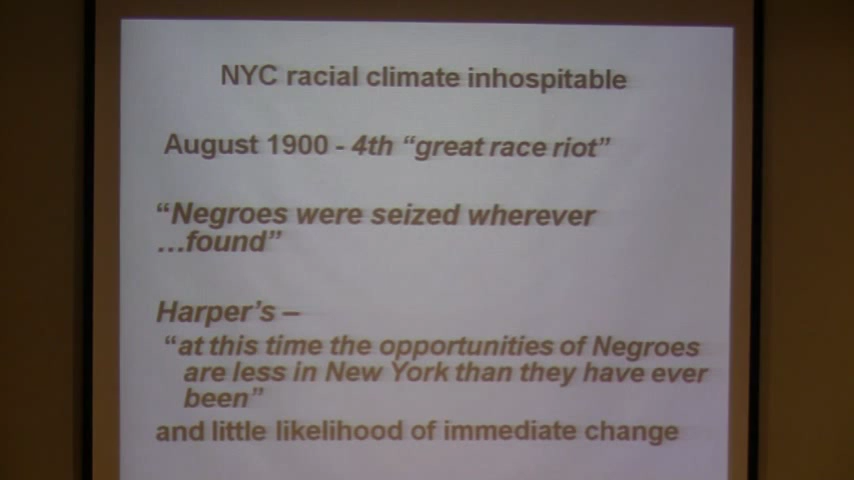 NYC racial climate inhospitable
August 1900 - 4th “great race riot”
“Negroes were seized wherever
…found”
Harper’s –
“at this time the opportunities of Negroes
are less in New York than they have ever
been”
and little likelihood of immediate change